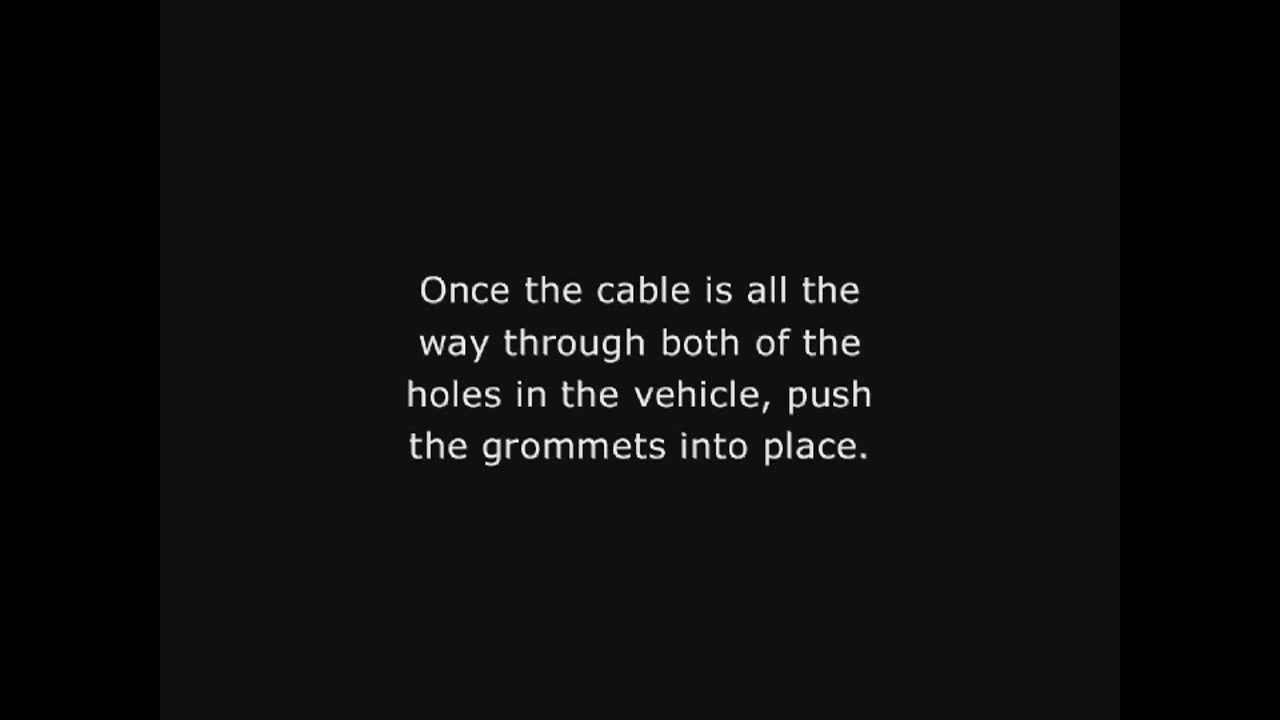 Once the cable is all the
way through both of the
holes in the vehicle, push
the grommets into place.